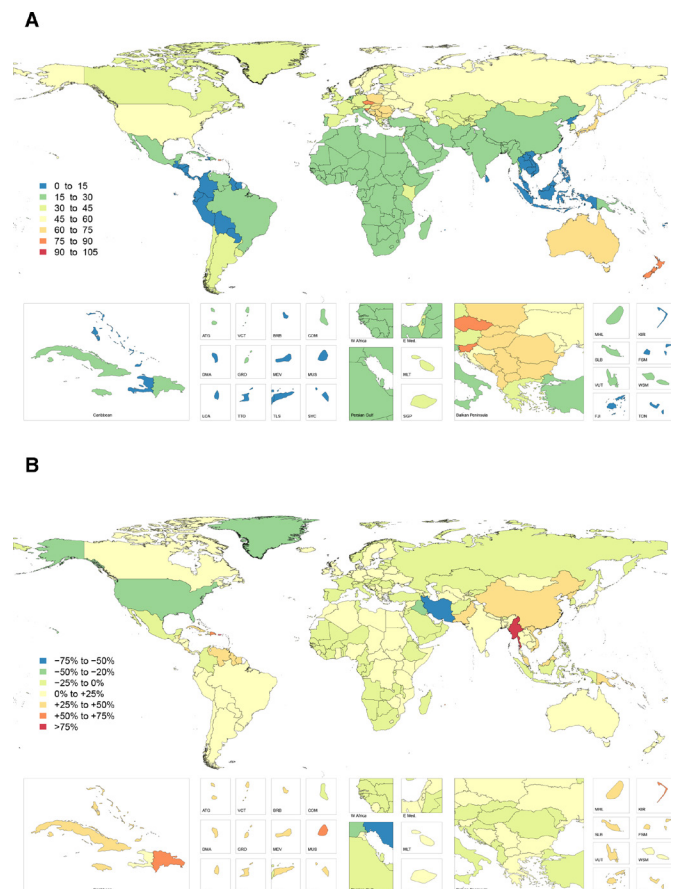 A
0 to 15
15 to 30
30 to 45
45 to 60
60 to 75
75 to 90
90 to 105
ATG
VCT
BRB
COM
W Africa
E Med.
MHL
KIR
DMA
GRD
MDV
MUS
MLT
SLB
FSM
LCA
TTO
TLS
SYC
Persian Gulf
SGP
Balkan Peninsula
VUT
WSM
Caribbean
FJI
TON
B
−75% to −50%
−50% to −20%
−25% to 0%
0% to +25%
+25% to +50%
+50% to +75%
>75%
ATG
VCT
BRB
COM
W Africa
E Med.
MHL
KIR
DMA
GRD
MDV
MUS
MLT
SLB
FSM
VUT
WSM